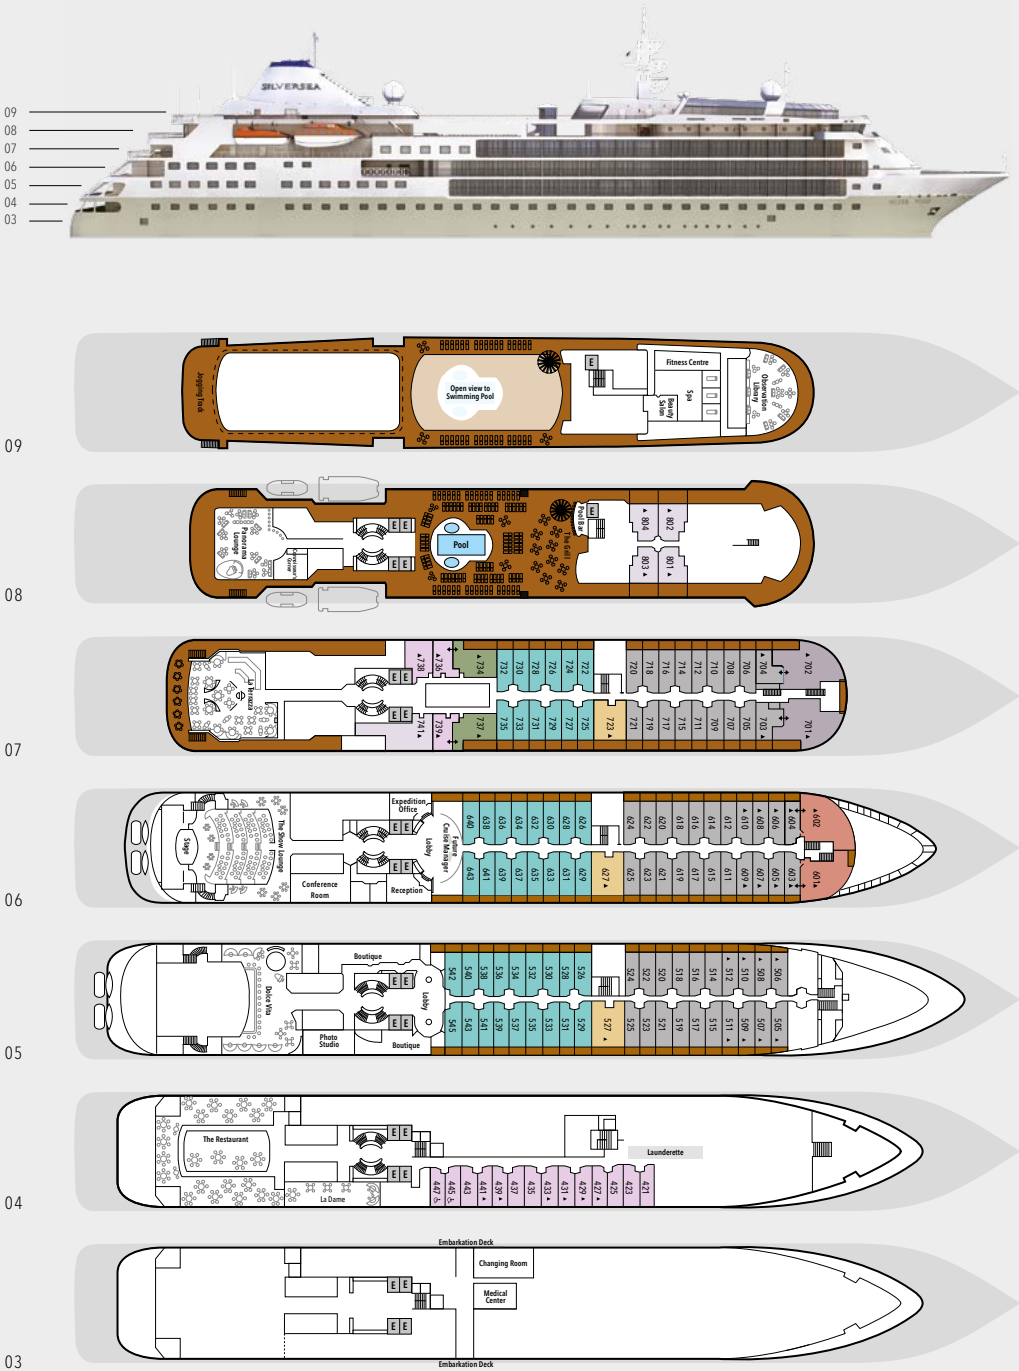 SILVERSEA
09
08
07
06
05
04
03
Jogging Track
Open view to
Swimming Pool
E
Fitness Centre
Spa
Beauty
Salon
Observation
Library
09
Panorama
Lounge
Connoisseur's
Corner
E E
E E
Pool
The Grill
Pool Bar
E
804 802
803 801
08
La Terrazza
E E
E E
738 736 734 732 730 728 726 724 722 720 718 716 714 712 710 708 706 704 702
741 739 737 735 733 731 729 727 725 723 721 719 717 715 711 709 707 705 703 701
07
Stage
The Show Lounge
Expedition
Office
E E
E E
Lobby
Future
Cruise Manager
Conference
Room
Reception
640 638 636 634 632 630 628 626 624 622 620 618 616 614 612 610 608 606 604 602
643 641 639 637 635 633 631 629 627 625 623 621 619 617 615 611 609 607 605 603 601
06
Dolce Vita
Boutique
E E
E E
Lobby
Photo
Studio
Boutique
542 540 538 536 534 532 530 528 526 524 522 520 518 516 514 512 510 508 506
545 543 541 539 537 535 533 531 529 527 525 523 521 519 517 515 511 509 507 505
05
The Restaurant
E E
E E
La Dame
Launderette
447 445 443 441 439 437 435 433 431 429 427 425 423 421
04
Embarkation Deck
Changing Room
E E
Medical
Center
E E
Embarkation Deck
03